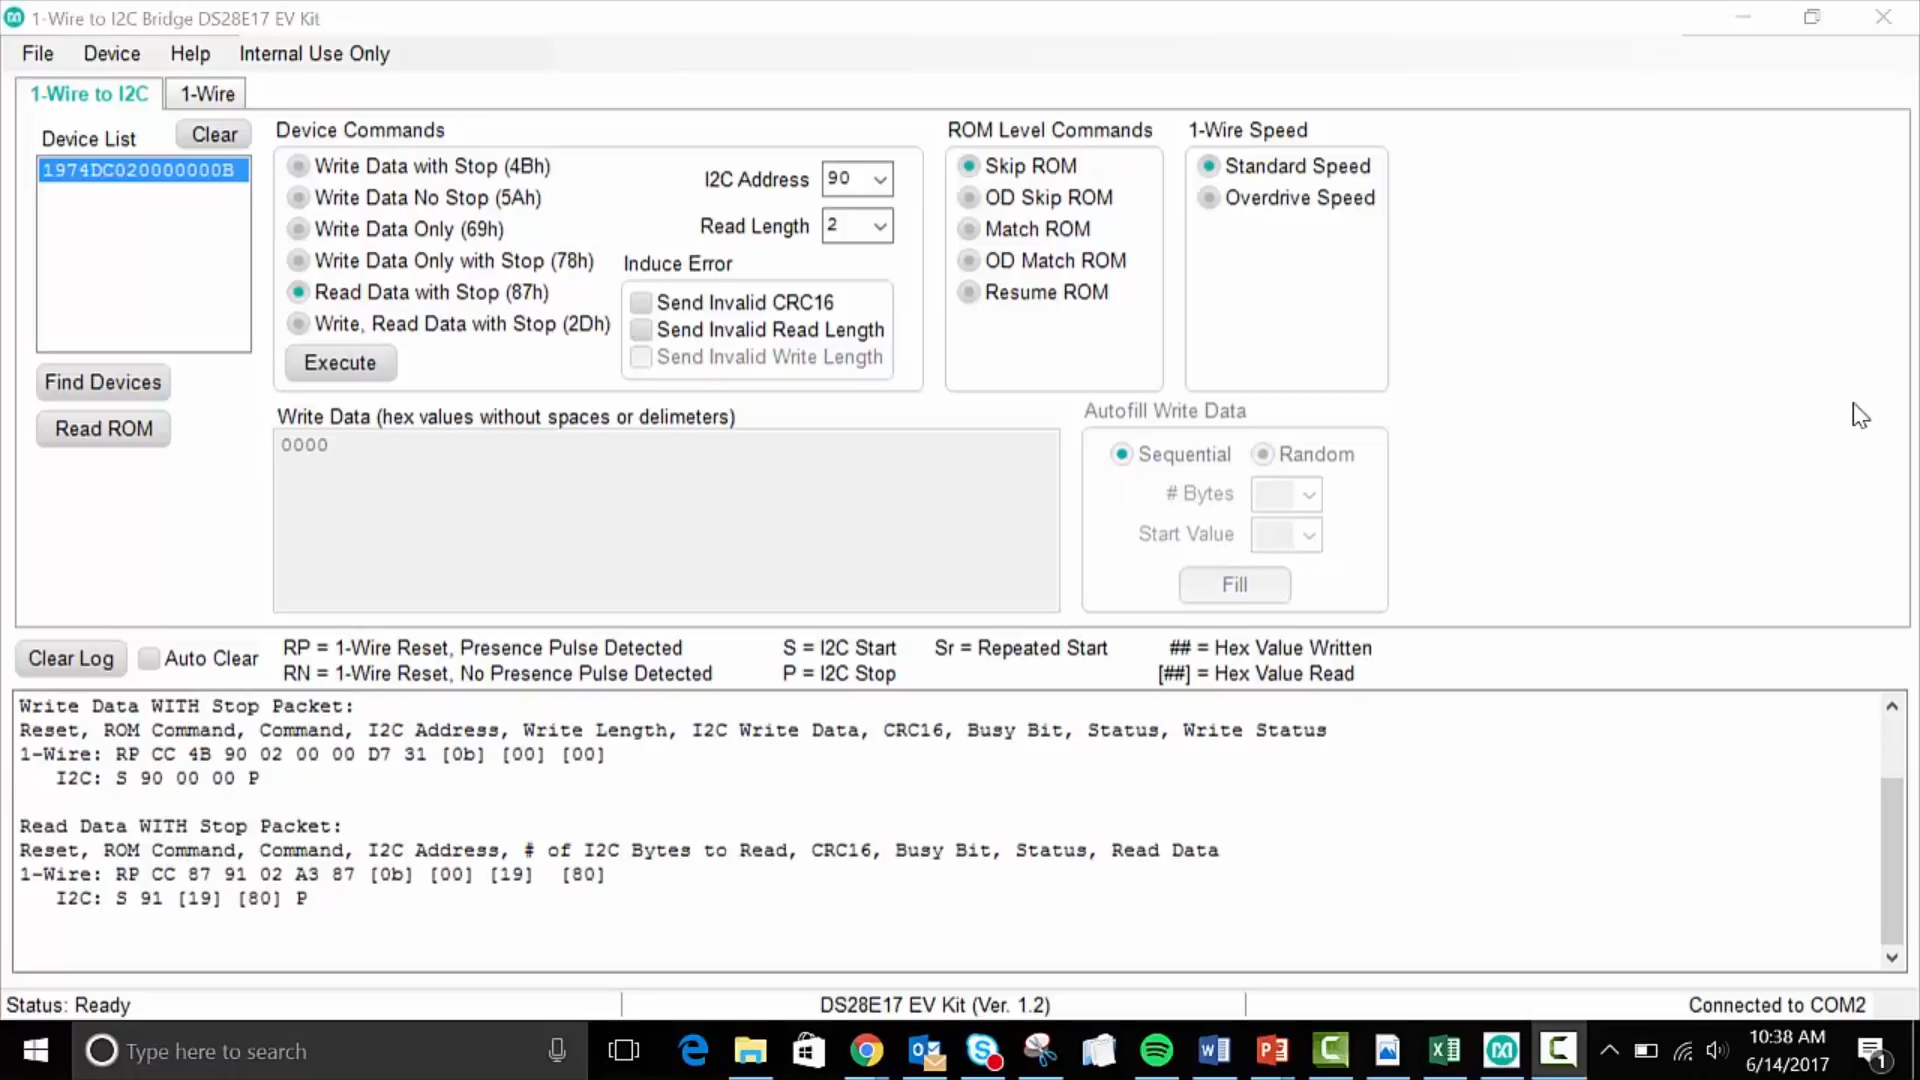 1-Wire to I2C Bridge DS28E17 EV Kit
File Device Help Internal Use Only
1-Wire to I2C 1-Wire
Device List Clear
1974DC020000000B
Find Devices
Read ROM
Device Commands
Write Data with Stop (4Bh)
Write Data No Stop (5Ah)
Write Data Only (69h)
Write Data Only with Stop (78h)
Read Data with Stop (87h)
Write, Read Data with Stop (2Dh)
Execute
I2C Address 90
Read Length 2
Induce Error
Send Invalid CRC16
Send Invalid Read Length
Send Invalid Write Length
ROM Level Commands
Skip ROM
OD Skip ROM
Match ROM
OD Match ROM
Resume ROM
1-Wire Speed
Standard Speed
Overdrive Speed
Write Data (hex values without spaces or delimeters)
0000
Autofill Write Data
Sequential Random
# Bytes
Start Value
Fill
Clear Log Auto Clear
RP = 1-Wire Reset, Presence Pulse Detected S = I2C Start Sr = Repeated Start ## = Hex Value Written
RN = 1-Wire Reset, No Presence Pulse Detected P = I2C Stop [##] = Hex Value Read
Write Data WITH Stop Packet:
Reset, ROM Command, Command, I2C Address, Write Length, I2C Write Data, CRC16, Busy Bit, Status, Write Status
1-Wire: RP CC 4B 90 02 00 00 D7 31 [0b] [00] [00]
I2C: S 90 00 00 P
Read Data WITH Stop Packet:
Reset, ROM Command, Command, I2C Address, # of I2C Bytes to Read, CRC16, Busy Bit, Status, Read Data
1-Wire: RP CC 87 91 02 A3 87 [0b] [00] [19] [80]
I2C: S 91 [19] [80] P
Status: Ready DS28E17 EV Kit (Ver. 1.2) Connected to COM2
Type here to search
10:38 AM
6/14/2017
1